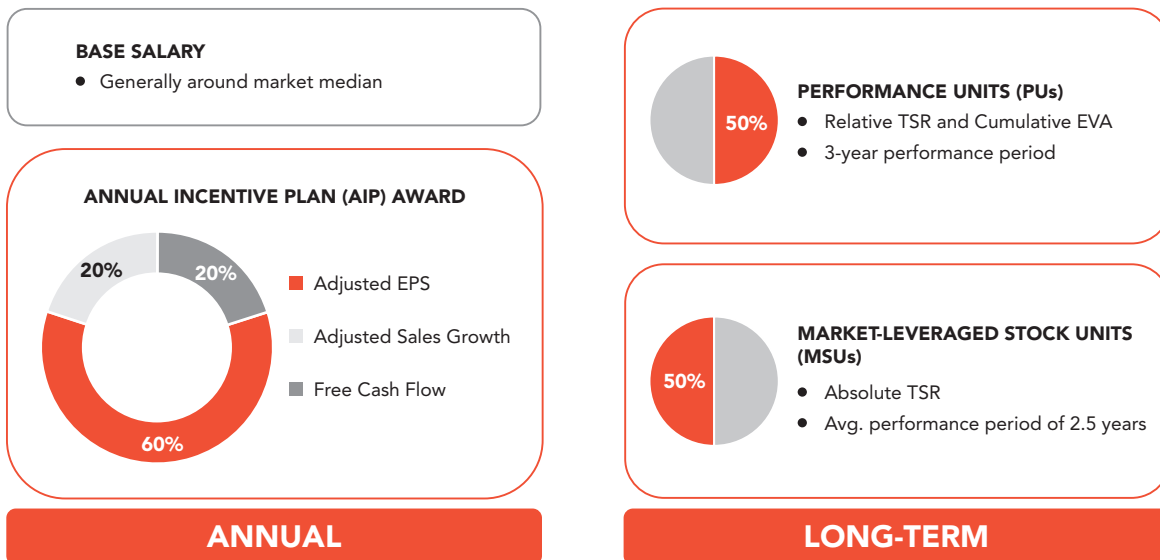 BASE SALARY
● Generally around market median
ANNUAL INCENTIVE PLAN (AIP) AWARD
20%
20%
60%
Adjusted EPS
Adjusted Sales Growth
Free Cash Flow
ANNUAL
50%
PERFORMANCE UNITS (PUs)
● Relative TSR and Cumulative EVA
● 3-year performance period
50%
MARKET-LEVERAGED STOCK UNITS
(MSUs)
● Absolute TSR
● Avg. performance period of 2.5 years
LONG-TERM